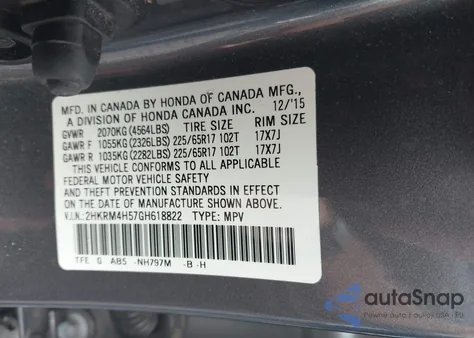 MFD. IN CANADA BY HONDA OF CANADA MFG.,
A DIVISION OF HONDA CANADA INC. 12/'15
GVWR 2070KG (4564LBS) TIRE SIZE RIM SIZE
GAWR F 1055KG (2326LBS) 225/65R17 102T 17X7J
GAWR R 1035KG (2282LBS) 225/65R17 102T 17X7J
THIS VEHICLE CONFORMS TO ALL APPLICABLE
FEDERAL MOTOR VEHICLE SAFETY
AND BUMPER STANDARDS IN EFFECT ON
THE DATE OF MANUFACTURE SHOWN ABOVE.
V.I.N. 2HKRM4H57GH618822 TYPE: MPV
TFE 0 AB5 -NH797M -B -H
autoSnap